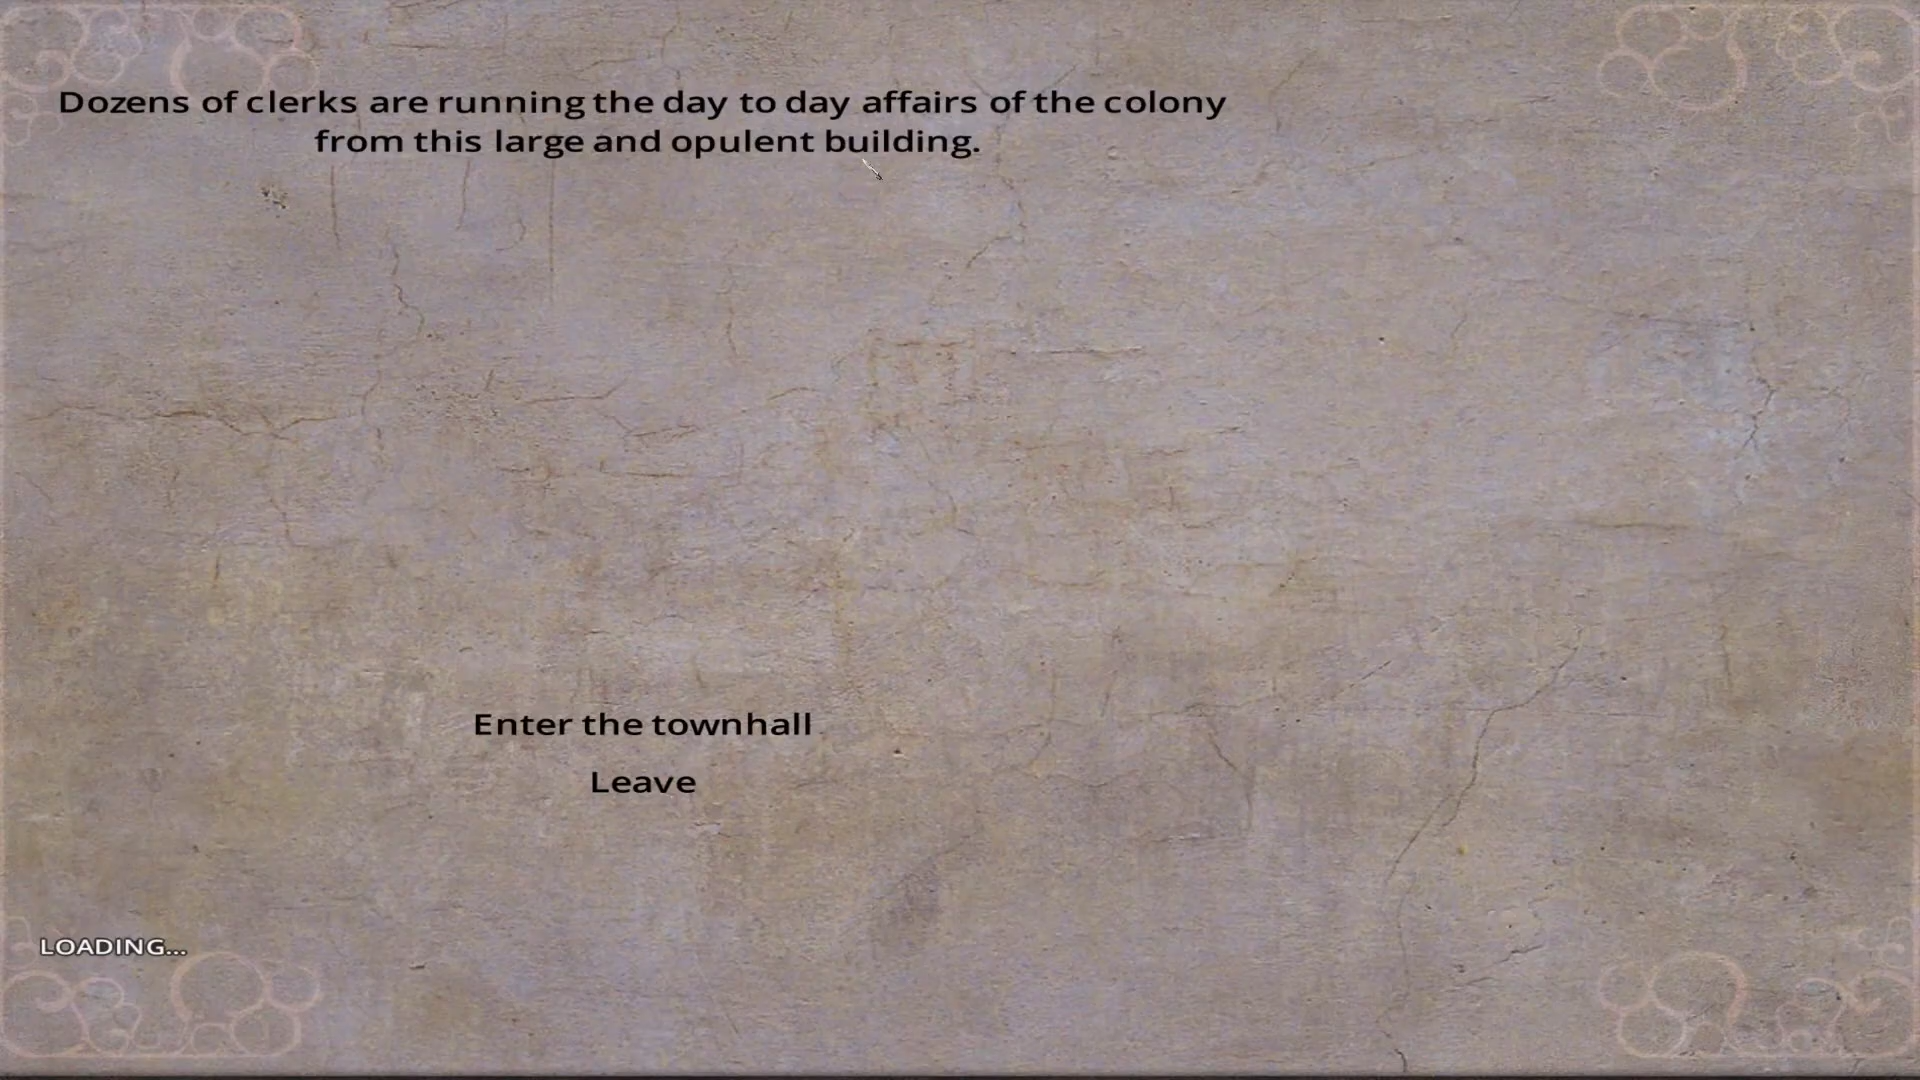 Dozens of clerks are running the day to day affairs of the colony
from this large and opulent building.
Enter the townhall
Leave
LOADING...